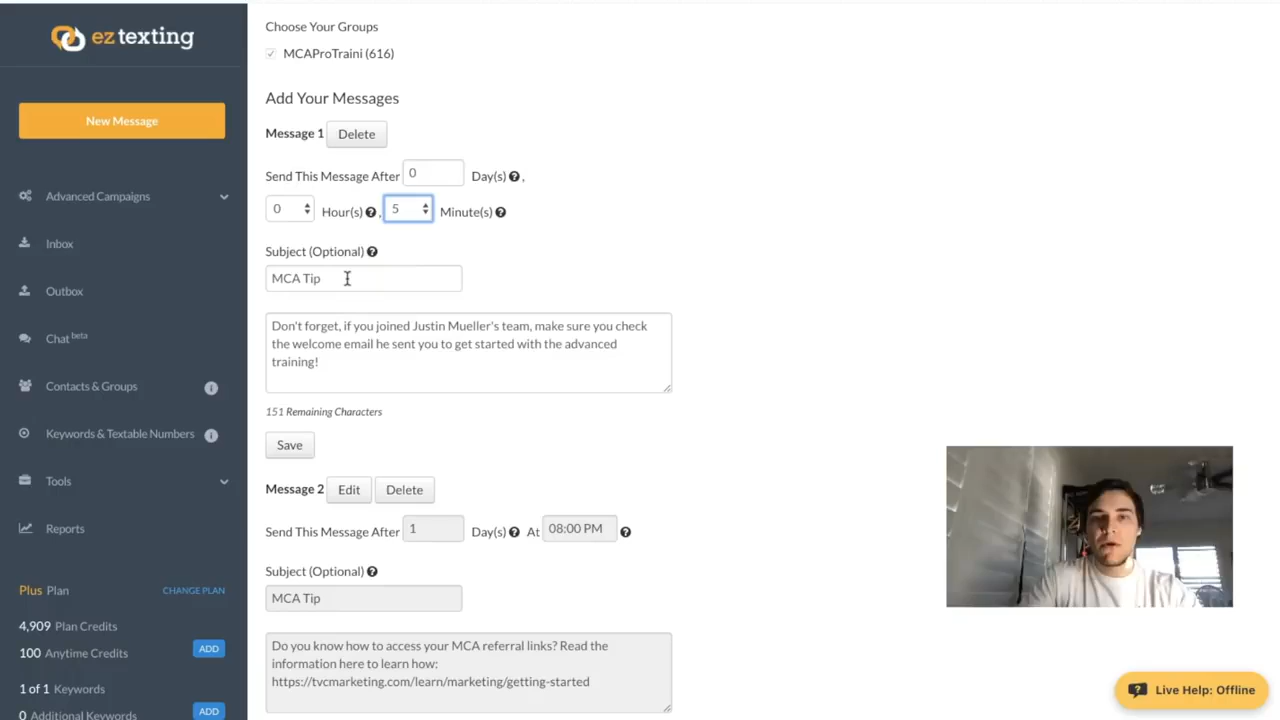 ez texting
New Message
Advanced Campaigns
Inbox
Outbox
Chat beta
Contacts & Groups
Keywords & Textable Numbers
Tools
Reports
Plus Plan CHANGE PLAN
4,909 Plan Credits
100 Anytime Credits ADD
1 of 1 Keywords
0 Additional Keywords ADD
Choose Your Groups
MCAProTraini (616)
Add Your Messages
Message 1 Delete
Send This Message After 0 Day(s) ,
0 Hour(s) , 5 Minute(s)
Subject (Optional)
MCA Tip
Don't forget, if you joined Justin Mueller's team, make sure you check
the welcome email he sent you to get started with the advanced
training!
151 Remaining Characters
Save
Message 2 Edit Delete
Send This Message After 1 Day(s) At 08:00 PM
Subject (Optional)
MCA Tip
Do you know how to access your MCA referral links? Read the
information here to learn how:
https://tvcmarketing.com/learn/marketing/getting-started
Live Help: Offline